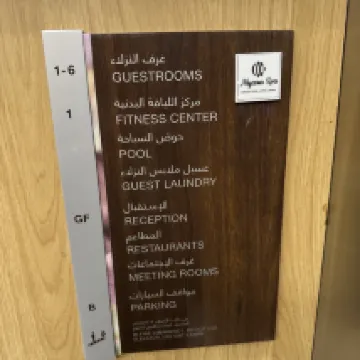 1-6
غرف النزلاء
GUESTROOMS
1
مركز اللياقة البدنية
FITNESS CENTER
حوض السباحة
POOL
غسيل ملابس النزلاء
GUEST LAUNDRY
GF
الإستقبال
RECEPTION
المطاعم
RESTAURANTS
غرف الإجتماعات
MEETING ROOMS
B
مواقف السيارات
PARKING